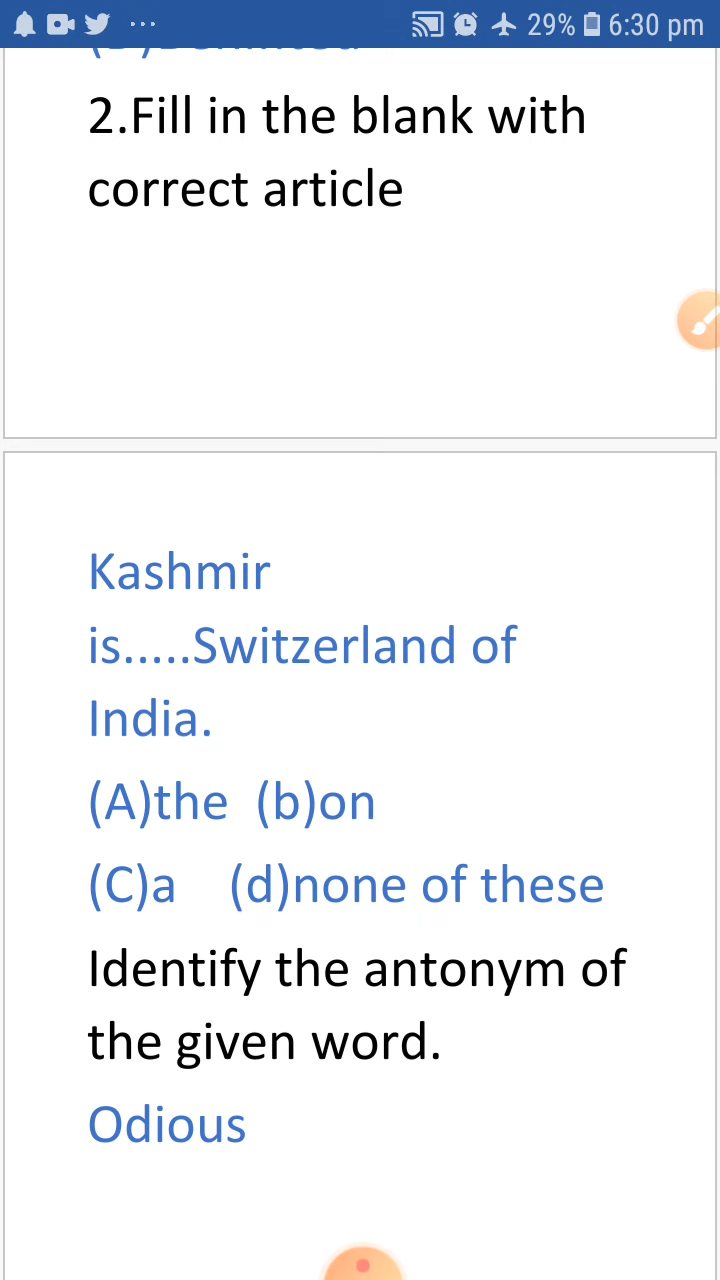 29% 6:30 pm
2.Fill in the blank with
correct article
Kashmir
is.....Switzerland of
India.
(A)the (b)on
(C)a (d)none of these
Identify the antonym of
the given word.
Odious